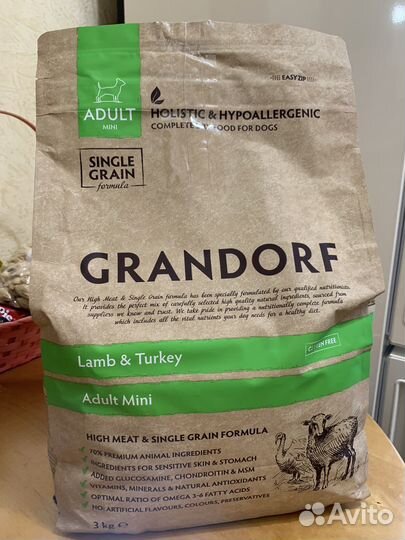 ADULT
MINI
EASY ZIP
HOLISTIC & HYPOALLERGENIC
COMPLETE DRY FOOD FOR DOGS
SINGLE
GRAIN
formula
GRANDORF
Our High Meat & Single Grain formula has been specially formulated by our qualified nutritionists.
It provides the perfect mix of carefully selected high quality natural ingredients, sourced from
suppliers we know and trust. We take pride in providing a nutritionally complete formula
which includes all the vital nutrients your dog needs for a healthy diet.
FREE
Lamb & Turkey
Adult Mini
HIGH MEAT & SINGLE GRAIN FORMULA
70% PREMIUM ANIMAL INGREDIENTS
INGREDIENTS FOR SENSITIVE SKIN & STOMACH
ADDED GLUCOSAMINE, CHONDROITIN & MSM
VITAMINS, MINERALS & NATURAL ANTIOXIDANTS
OPTIMAL RATIO OF OMEGA 3-6 FATTY ACIDS
NO: ARTIFICIAL FLAVOURS, COLOURS, PRESERVATIVES
3 kg e
Avito